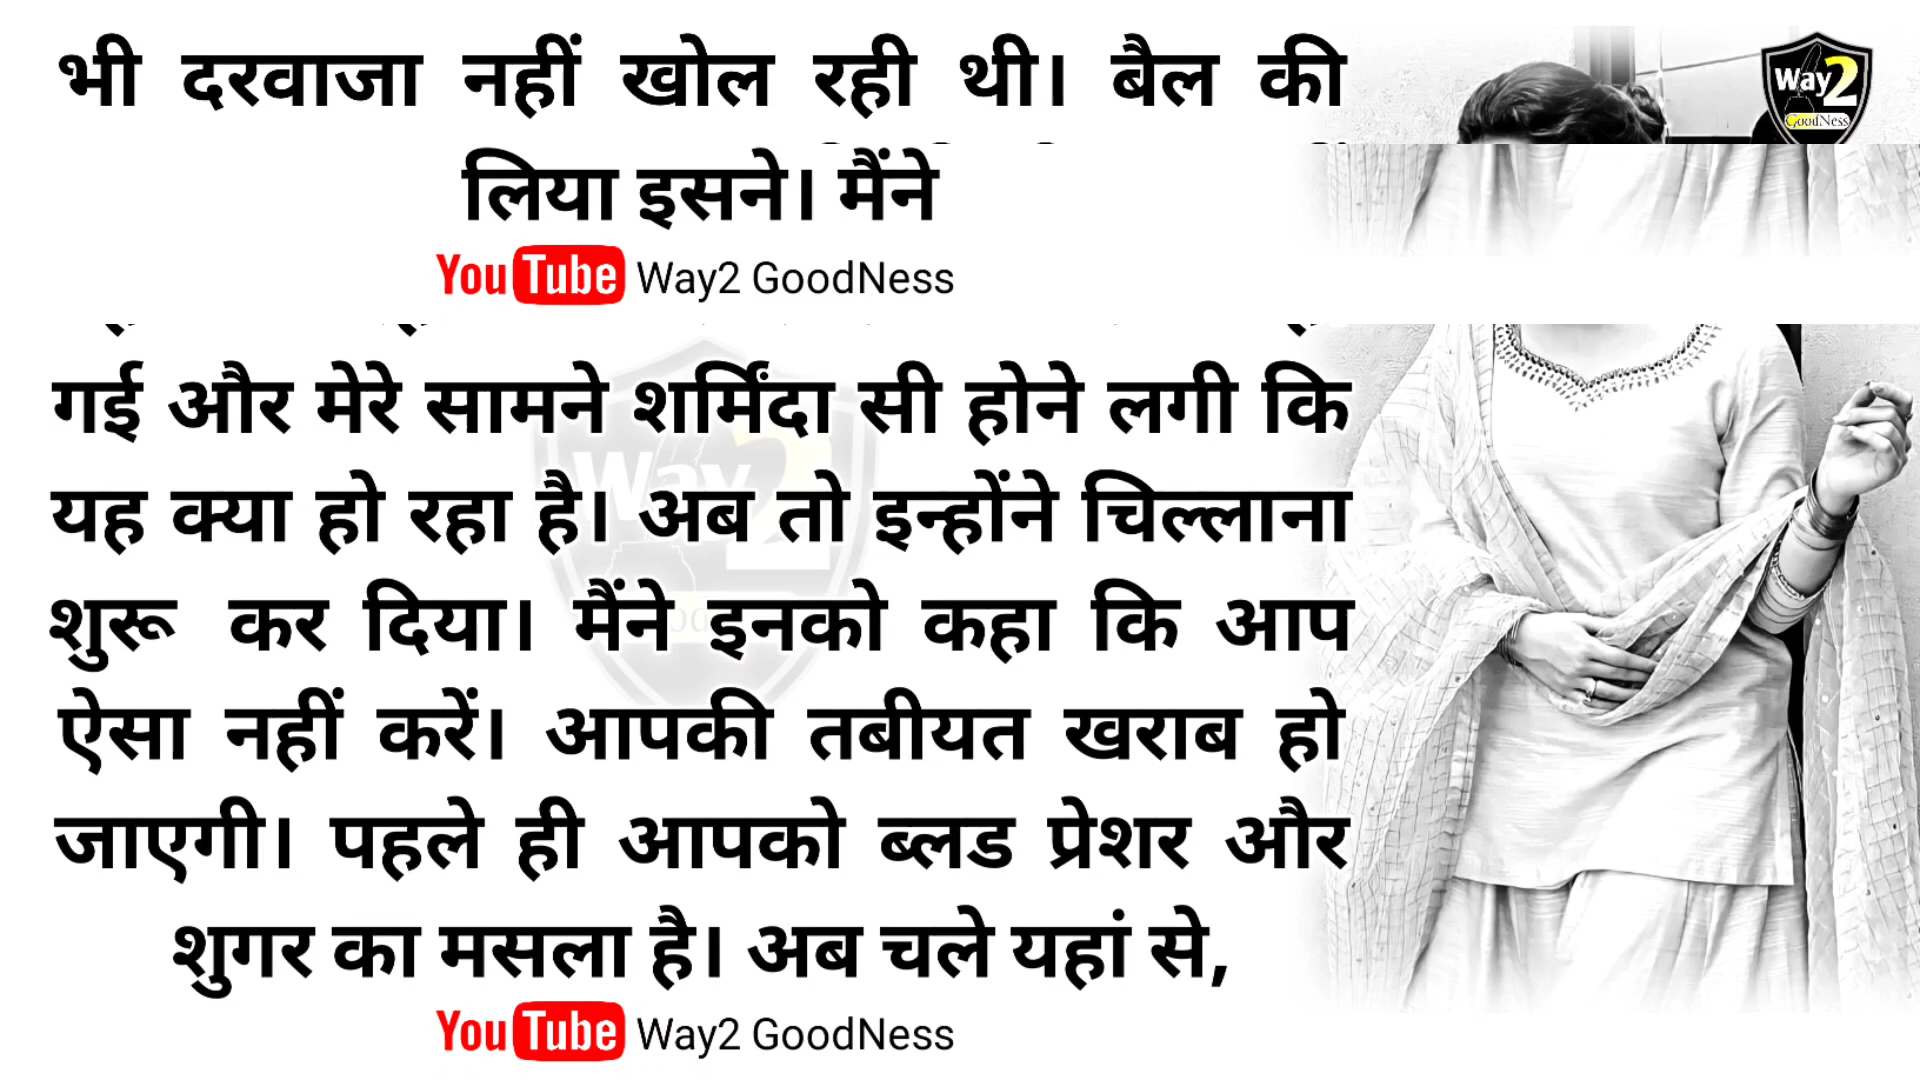 भी दरवाजा नहीं खोल रही थी। बैल की
Way2
GoodNess
लिया इसने। मैंने
YouTube Way2 GoodNess
गई और मेरे सामने शर्मिंदा सी होने लगी कि
यह क्या हो रहा है। अब तो इन्होंने चिल्लाना
शुरू कर दिया। मैंने इनको कहा कि आप
ऐसा नहीं करें। आपकी तबीयत खराब हो
जाएगी। पहले ही आपको ब्लड प्रेशर और
शुगर का मसला है। अब चले यहां से,
YouTube Way2 GoodNess